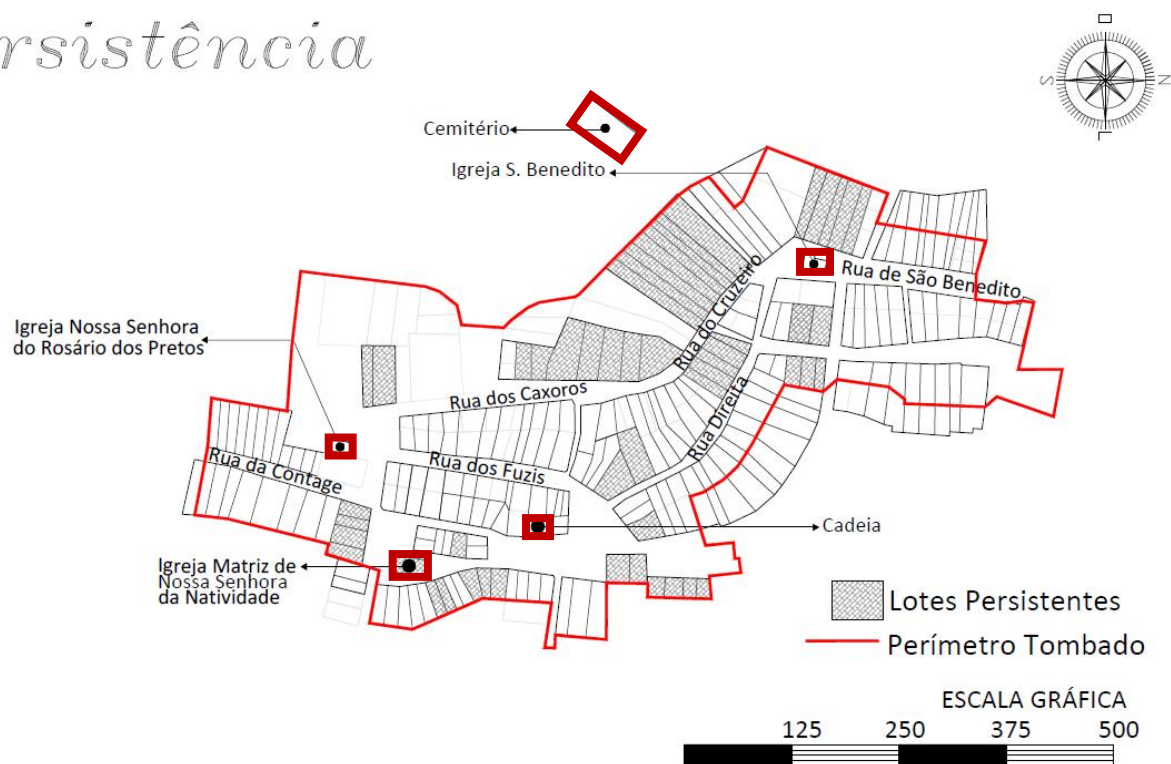 rsistência
S
N
Cemitério
Igreja S. Benedito
Rua de São Benedito
Rua do Cruzeiro
Igreja Nossa Senhora
do Rosário dos Pretos
Rua dos Caxoros
Rua Direita
Rua da Contage
Rua dos Fuzis
Cadeia
Igreja Matriz de
Nossa Senhora
da Natividade
Lotes Persistentes
Perímetro Tombado
ESCALA GRÁFICA
125 250 375 500